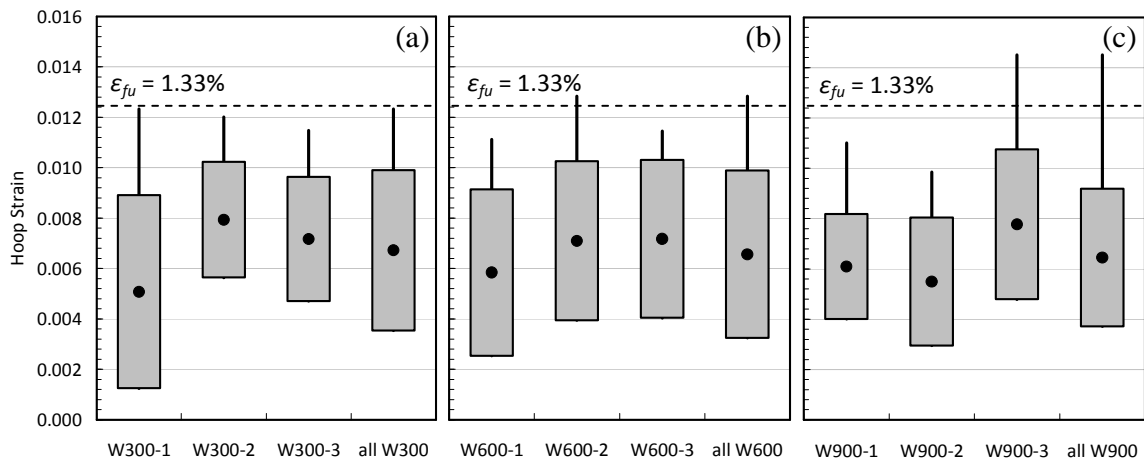 0.016
0.014
0.012
0.010
0.008
0.006
0.004
0.002
0.000
Hoop Strain
(a)
εfu = 1.33%
W300-1 W300-2 W300-3 all W300
(b)
εfu = 1.33%
W600-1 W600-2 W600-3 all W600
(c)
εfu = 1.33%
W900-1 W900-2 W900-3 all W900